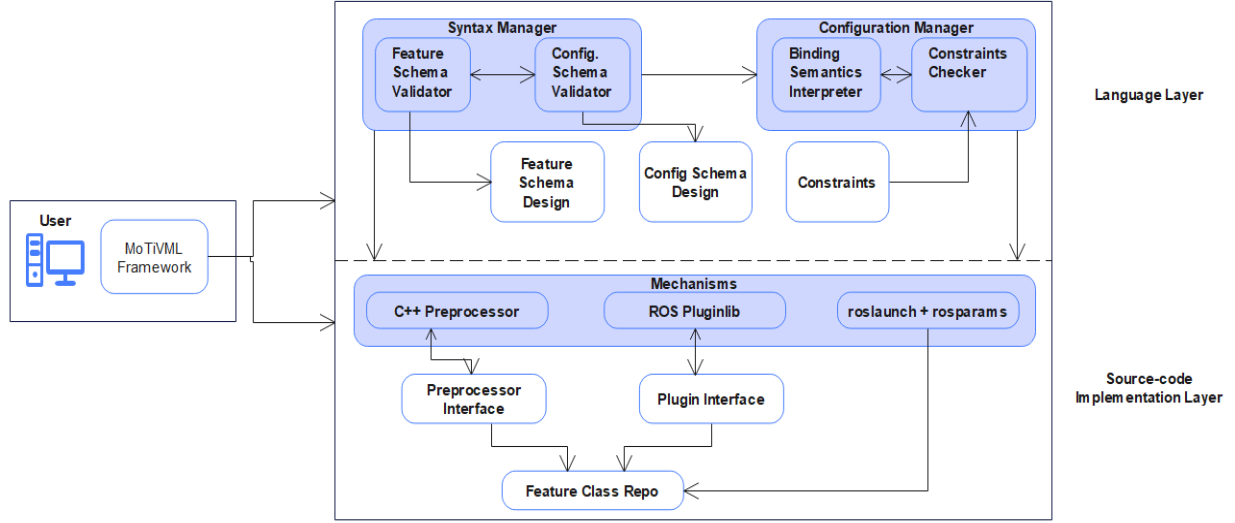 Syntax Manager
Configuration Manager
Feature
Schema
Validator
Config.
Schema
Validator
Binding
Semantics
Interpreter
Constraints
Checker
Language Layer
Feature
Schema
Design
Config Schema
Design
Constraints
User
MoTiVML
Framework
Mechanisms
C++ Preprocessor
ROS Pluginlib
roslaunch + rosparams
Preprocessor
Interface
Plugin Interface
Source-code
Implementation Layer
Feature Class Repo